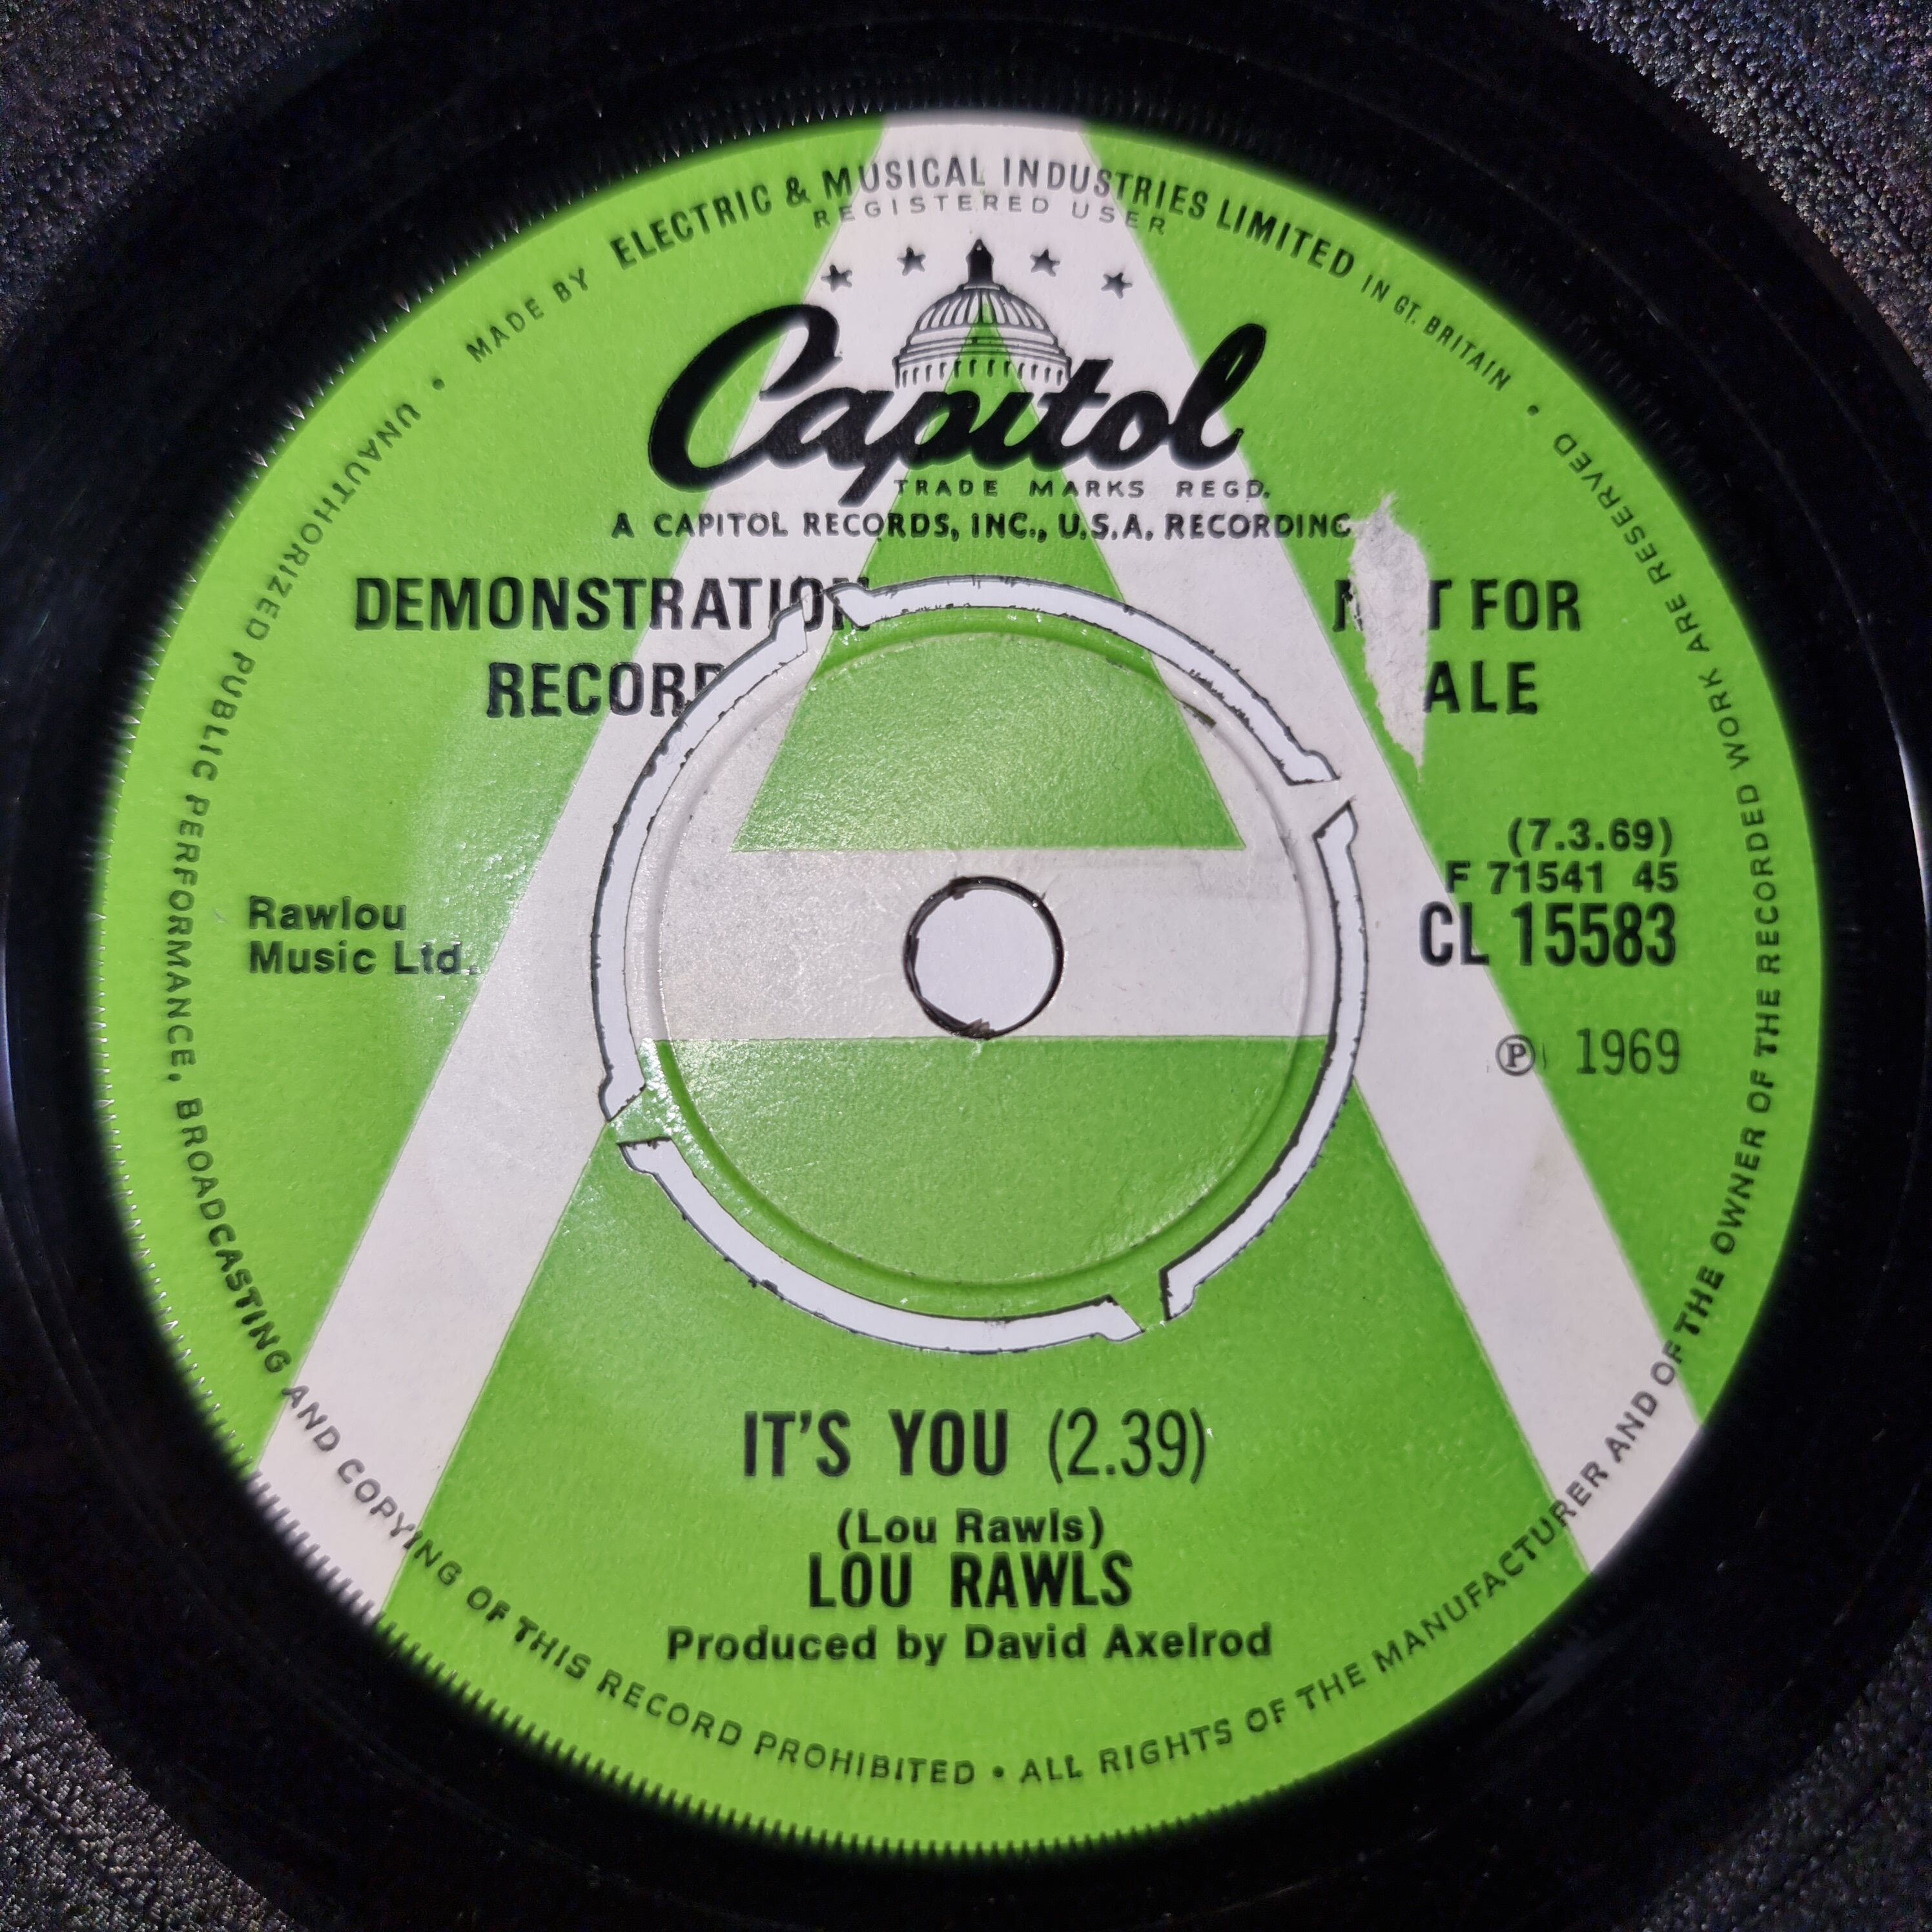 MADE BY ELECTRIC & MUSICAL INDUSTRIES LIMITED IN GT. BRITAIN •
REGISTERED USER
Capitol
TRADE MARKS REGD.
A CAPITOL RECORDS, INC., U.S.A. RECORDING
DEMONSTRATION
RECORD
FOR
(7.3.69)
F 71541 45
CL 15583
℗ 1969
Rawlou
Music Ltd.
A
IT'S YOU (2.39)
(Lou Rawls)
LOU RAWLS
Produced by David Axelrod
ALL RIGHTS OF THE MANUFACTURER AND OF THE OWNER OF THE RECORDED WORK ARE RESERVED
UNAUTHORIZED PUBLIC PERFORMANCE, BROADCASTING AND COPYING OF THIS RECORD PROHIBITED •